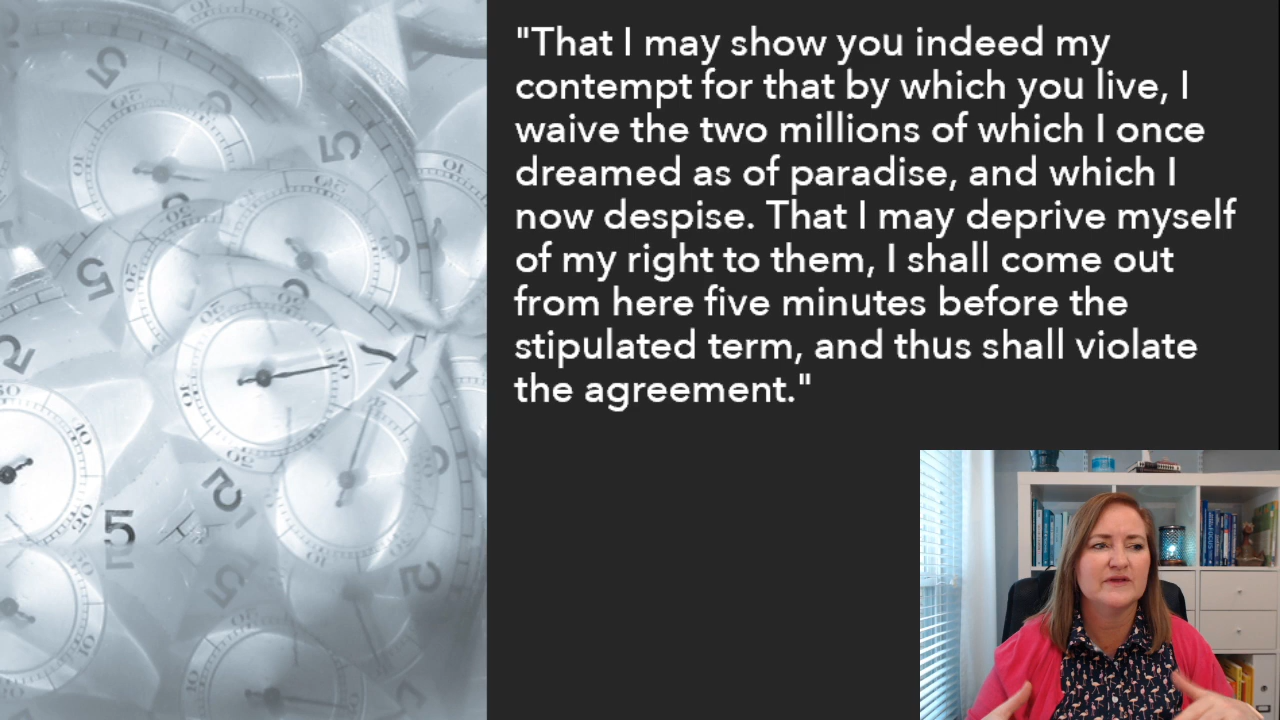 "That I may show you indeed my
contempt for that by which you live, I
waive the two millions of which I once
dreamed as of paradise, and which I
now despise. That I may deprive myself
of my right to them, I shall come out
from here five minutes before the
stipulated term, and thus shall violate
the agreement."